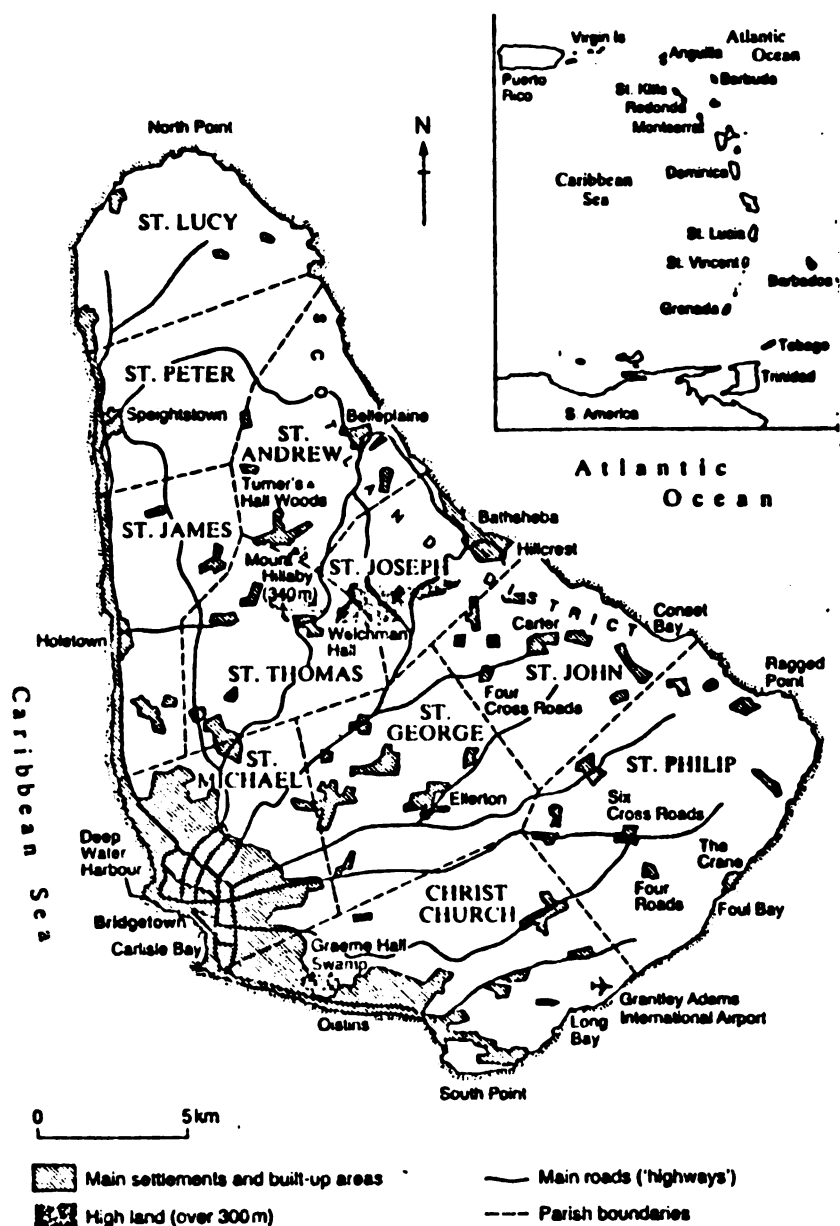 Virgin Is
Atlantic
Ocean
Anguilla
Puerto
Rico
Barbuda
St. Kitts
Redonda
Montserrat
Caribbean
Sea
Dominica
St. Lucia
St. Vincent
Barbados
Grenada
Tobago
Trinidad
S. America
North Point
N
ST. LUCY
SCOTLAND DISTRICT
ST. PETER
Speightstown
Belleplaine
ST.
ANDREW
Turner's
Hall Woods
Atlantic
Ocean
ST. JAMES
Bathsheba
Hillcrest
Mount
Hillaby
(340m)
ST. JOSEPH
Welchman
Hall
Holetown
Carter
Conset
Bay
ST. THOMAS
ST. JOHN
Ragged
Point
Four
Cross Roads
ST.
GEORGE
Caribbean Sea
ST.
MICHAEL
ST. PHILIP
Ellerton
Six
Cross Roads
Deep
Water
Harbour
The
Crane
CHRIST
CHURCH
Four
Roads
Foul Bay
Bridgetown
Carlisle Bay
Graeme Hall
Swamp
Oistins
Long
Bay
Grantley Adams
International Airport
South Point
0 5km
Main settlements and built-up areas
Main roads ('highways')
High land (over 300m)
Parish boundaries